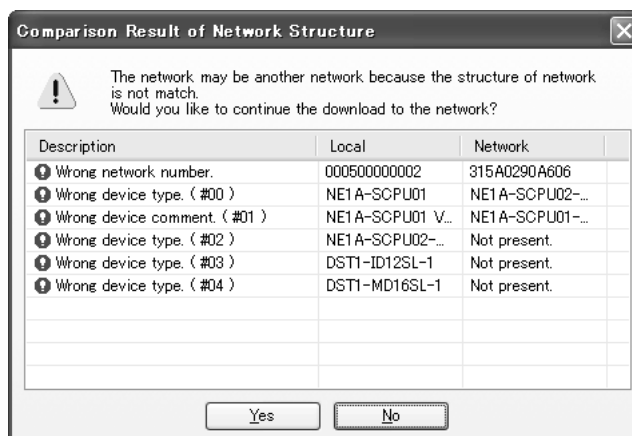 Comparison Result of Network Structure
The network may be another network because the structure of network
is not match.
Would you like to continue the download to the network?
Description Local Network
Wrong network number. 000500000002 315A0290A606
Wrong device type. ( #00 ) NE1A-SCPU01 NE1A-SCPU02-...
Wrong device comment. ( #01 ) NE1A-SCPU01 V... NE1A-SCPU01-...
Wrong device type. ( #02 ) NE1A-SCPU02-... Not present.
Wrong device type. ( #03 ) DST1-ID12SL-1 Not present.
Wrong device type. ( #04 ) DST1-MD16SL-1 Not present.
Yes No